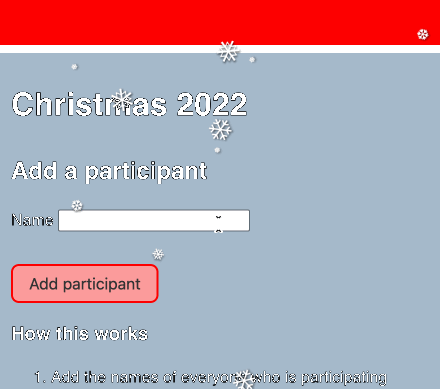 Christmas 2022
Add a participant
Name
Add participant
How this works
1. Add the names of everyone who is participating